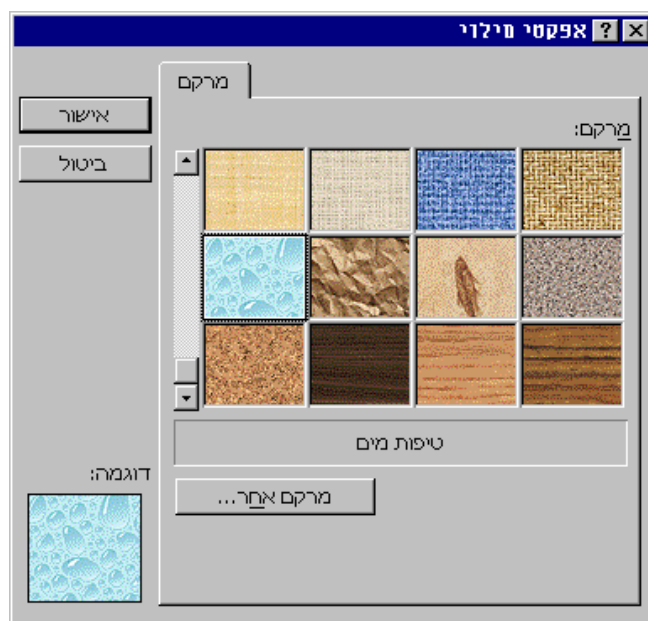 אפקטי מילוי
מרקם
אישור
ביטול
מרקם:
טיפות מים
מרקם אחר...
דוגמה: